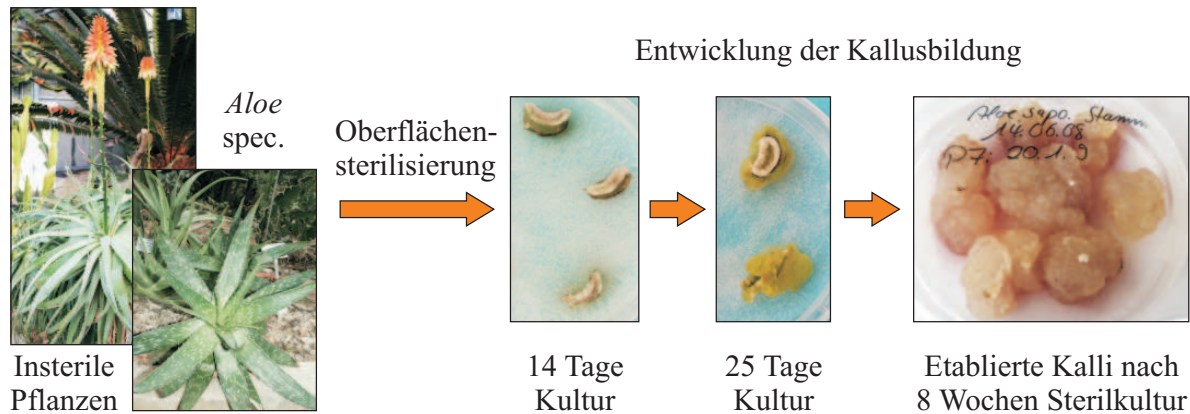 Entwicklung der Kallusbildung
Aloe
spec.
Oberflächen-
sterilisierung
Aloe sapo. Stamm
14.06.08
P7: 20.1.9
Insterile
Pflanzen
14 Tage
Kultur
25 Tage
Kultur
Etablierte Kalli nach
8 Wochen Sterilkultur